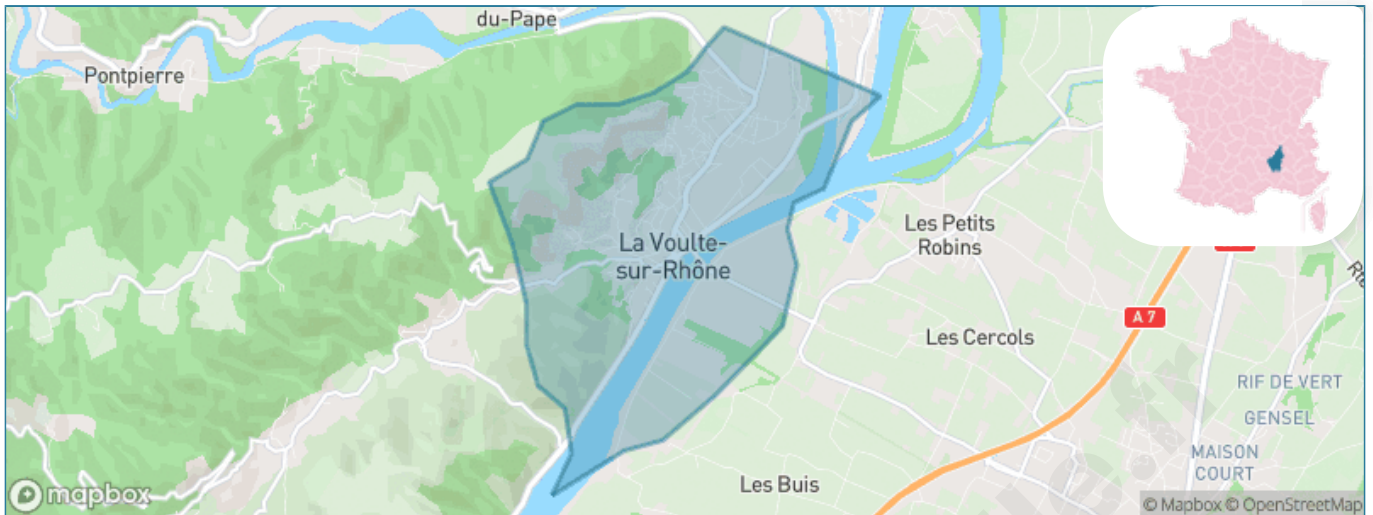 du-Pape
Pontpierre
La Voulte-
sur-Rhône
Les Petits
Robins
A 7
Les Cercols
RIF DE VERT
GENSEL
MAISON
COURT
Les Buis
mapbox
© Mapbox © OpenStreetMap